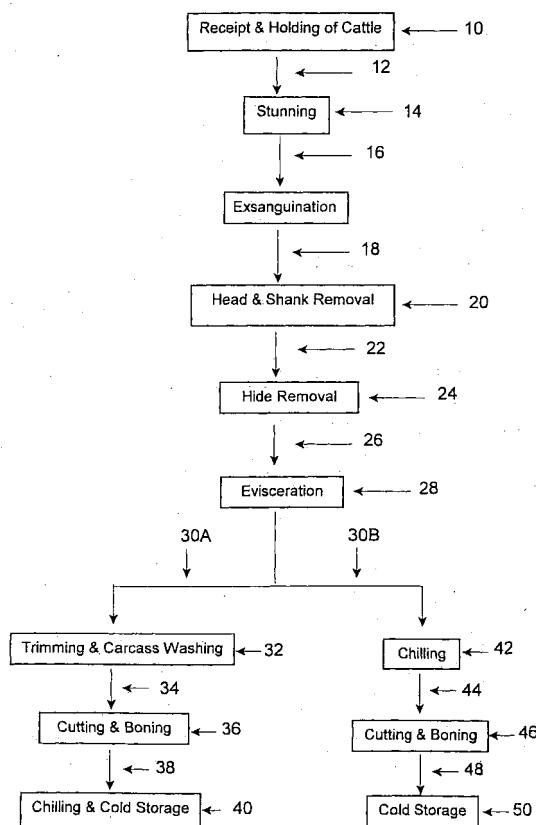 Receipt & Holding of Cattle
10
12
Stunning
14
16
Exsanguination
18
Head & Shank Removal
20
22
Hide Removal
24
26
Evisceration
28
30A
30B
Trimming & Carcass Washing
32
Chilling
42
34
44
Cutting & Boning
36
Cutting & Boning
46
38
48
Chilling & Cold Storage
40
Cold Storage
50